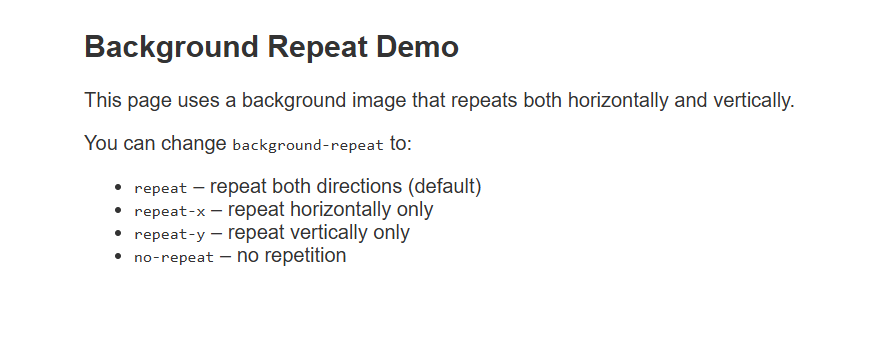 Background Repeat Demo
This page uses a background image that repeats both horizontally and vertically.
You can change background-repeat to:
• repeat – repeat both directions (default)
• repeat-x – repeat horizontally only
• repeat-y – repeat vertically only
• no-repeat – no repetition